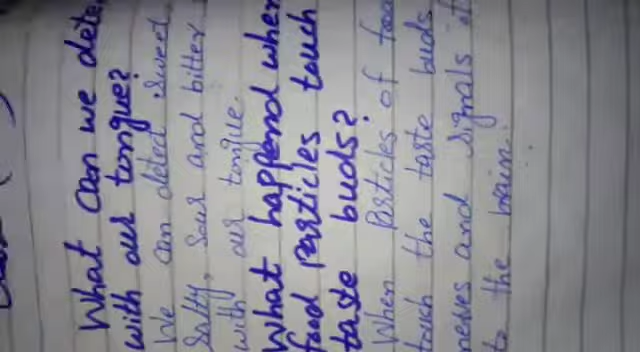 What can we dete
with our tongue?
We can detect sweet,
Salty, sour and bitter
with our tongue.
What happend when
food particles touch
taste buds?
When particles of foo
touch the taste buds
nerves and signals
to the brain.